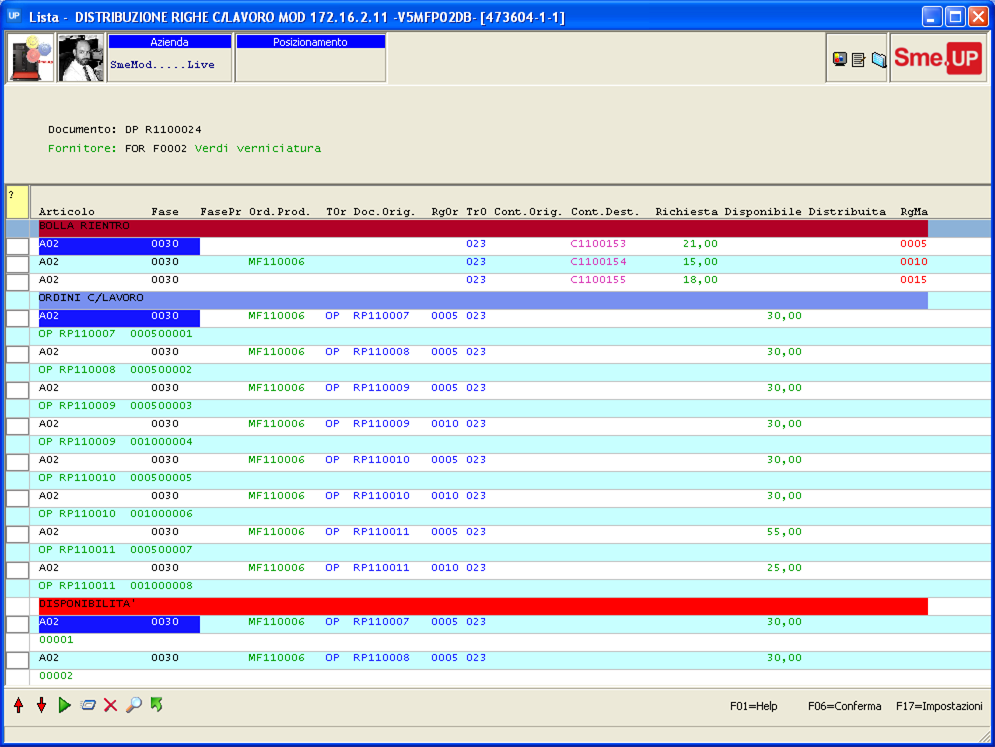 UP Lista - DISTRIBUZIONE RIGHE C/LAVORO MOD 172.16.2.11 -V5MFP02DB- [473604-1-1]
Azienda Posizionamento
SmeMod.....Live
Sme.UP
Documento: DP R1100024
Fornitore: FOR F0002 Verdi verniciatura
?
Articolo Fase FasePr Ord.Prod. TOr Doc.Orig. RgOr TrO Cont.Orig. Cont.Dest. Richiesta Disponibile Distribuita RgMa
BOLLA RIENTRO
A02 0030 023 C1100153 21,00 0005
A02 0030 MF110006 023 C1100154 15,00 0010
A02 0030 023 C1100155 18,00 0015
ORDINI C/LAVORO
A02 0030 MF110006 OP RP110007 0005 023 30,00
OP RP110007 000500001
A02 0030 MF110006 OP RP110008 0005 023 30,00
OP RP110008 000500002
A02 0030 MF110006 OP RP110009 0005 023 30,00
OP RP110009 000500003
A02 0030 MF110006 OP RP110009 0010 023 30,00
OP RP110009 001000004
A02 0030 MF110006 OP RP110010 0005 023 30,00
OP RP110010 000500005
A02 0030 MF110006 OP RP110010 0010 023 30,00
OP RP110010 001000006
A02 0030 MF110006 OP RP110011 0005 023 55,00
OP RP110011 000500007
A02 0030 MF110006 OP RP110011 0010 023 25,00
OP RP110011 001000008
DISPONIBILITA'
A02 0030 MF110006 OP RP110007 0005 023 30,00
00001
A02 0030 MF110006 OP RP110008 0005 023 30,00
00002
F01=Help F06=Conferma F17=Impostazioni